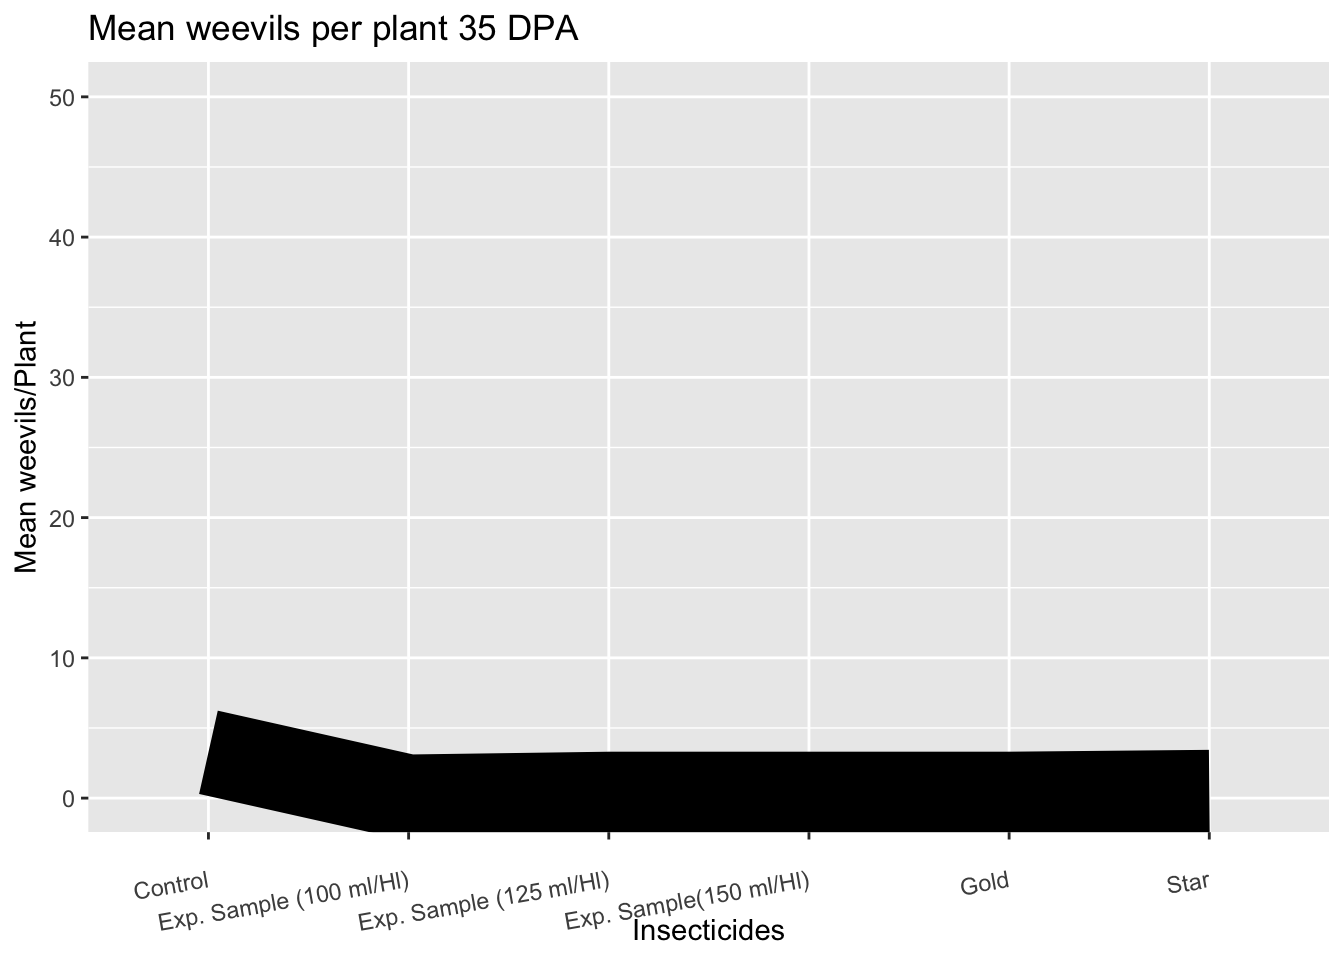 Mean weevils per plant 35 DPA
50
40
30
20
10
0
Mean weevils/Plant
Control
Exp. Sample (100 ml/Hl)
Exp. Sample (125 ml/Hl)
Exp. Sample(150 ml/Hl)
Gold
Star
Insecticides